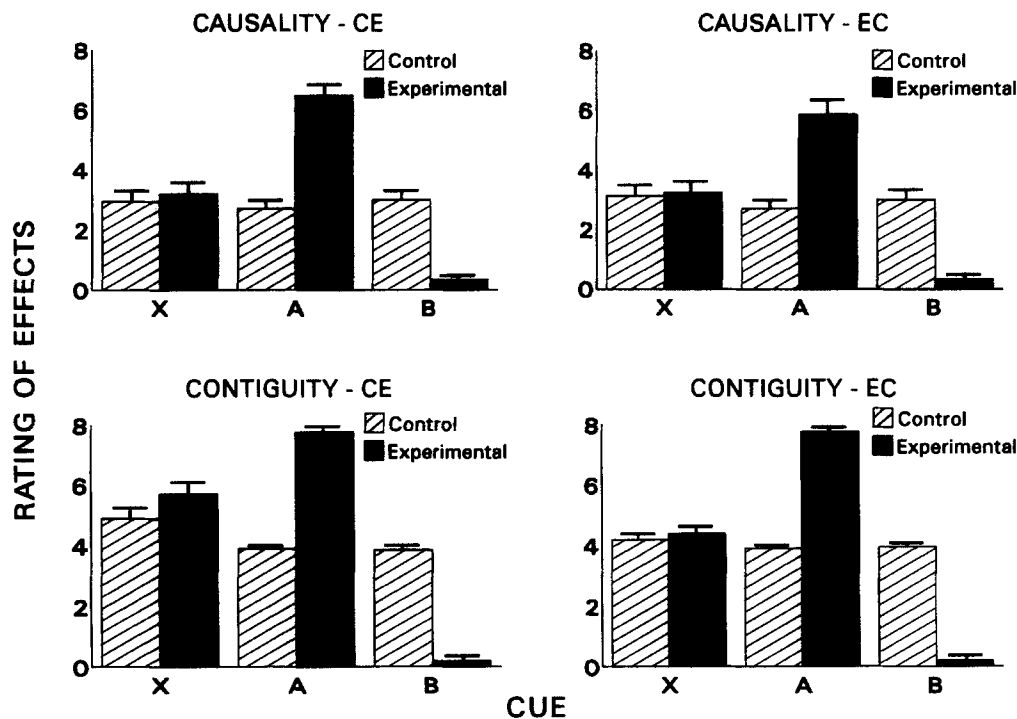 CAUSALITY - CE
8
6
4
2
0
Control
Experimental
X A B
CAUSALITY - EC
8
6
4
2
0
Control
Experimental
X A B
RATING OF EFFECTS
CONTIGUITY - CE
8
6
4
2
0
Control
Experimental
X A B
CONTIGUITY - EC
8
6
4
2
0
Control
Experimental
X A B
CUE